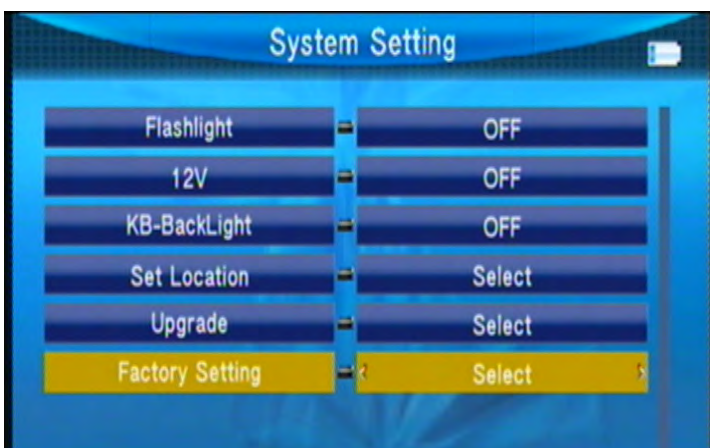 System Setting
Flashlight OFF
12V OFF
KB-BackLight OFF
Set Location Select
Upgrade Select
Factory Setting Select